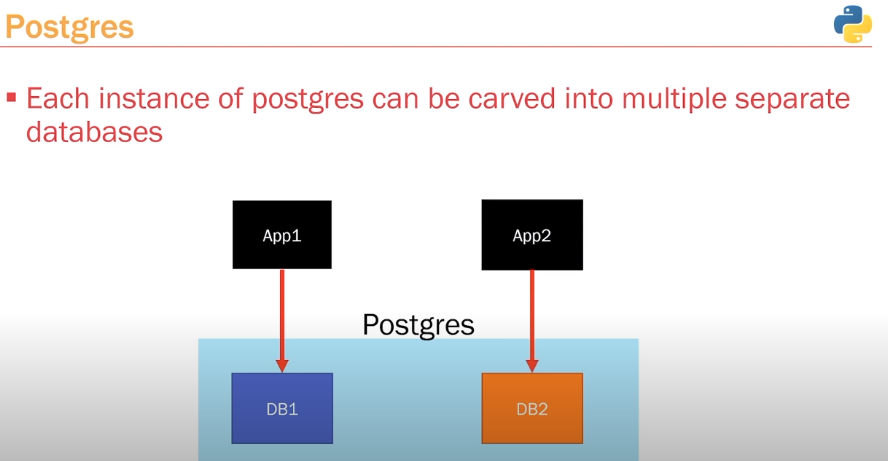 Postgres
Each instance of postgres can be carved into multiple separate
databases
App1
App2
Postgres
DB1
DB2